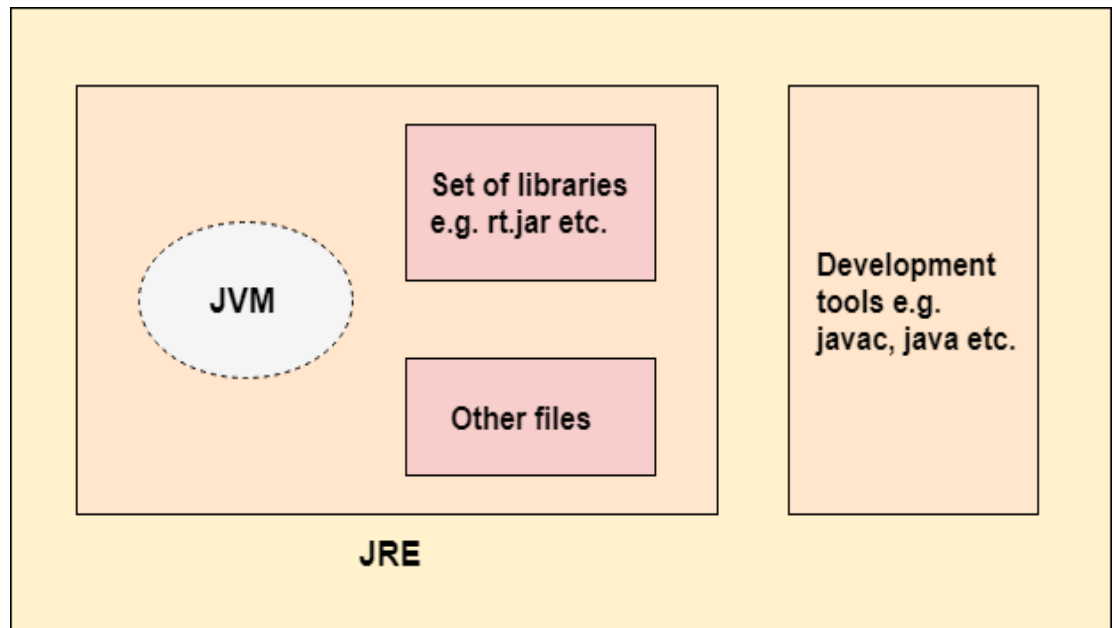 JVM
Set of libraries
e.g. rt.jar etc.
Other files
JRE
Development
tools e.g.
javac, java etc.